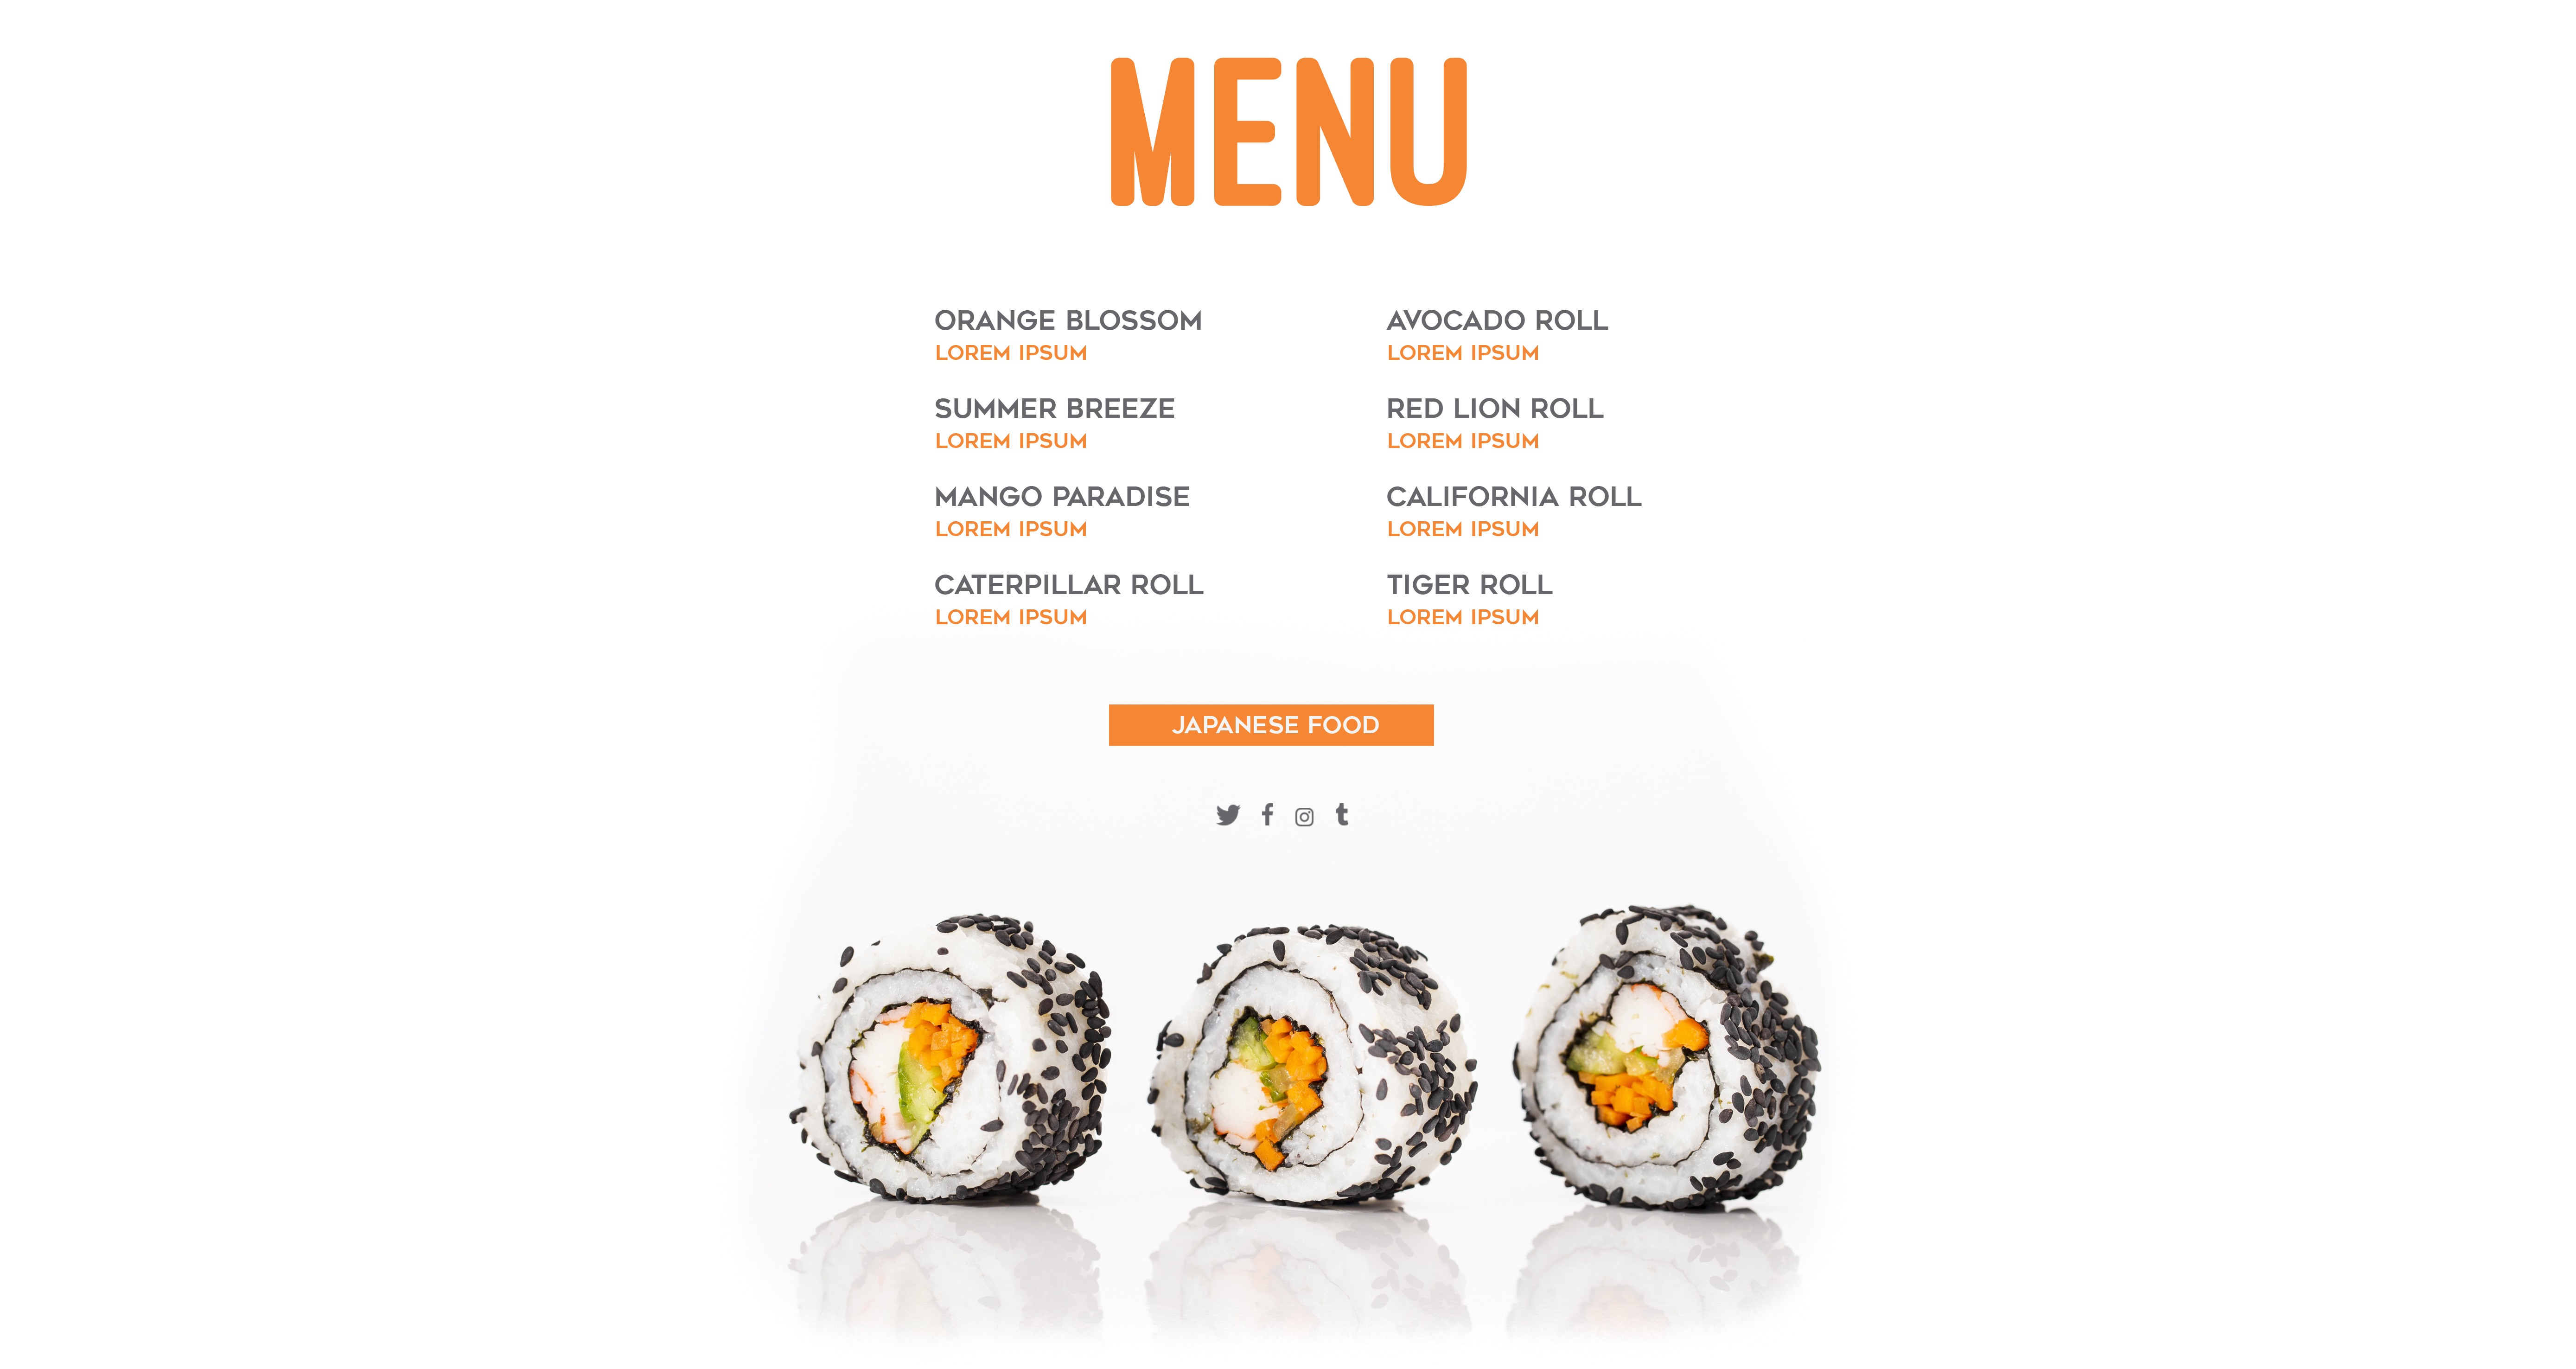 MENU
ORANGE BLOSSOM
LOREM IPSUM
SUMMER BREEZE
LOREM IPSUM
MANGO PARADISE
LOREM IPSUM
CATERPILLAR ROLL
LOREM IPSUM
AVOCADO ROLL
LOREM IPSUM
RED LION ROLL
LOREM IPSUM
CALIFORNIA ROLL
LOREM IPSUM
TIGER ROLL
LOREM IPSUM
JAPANESE FOOD